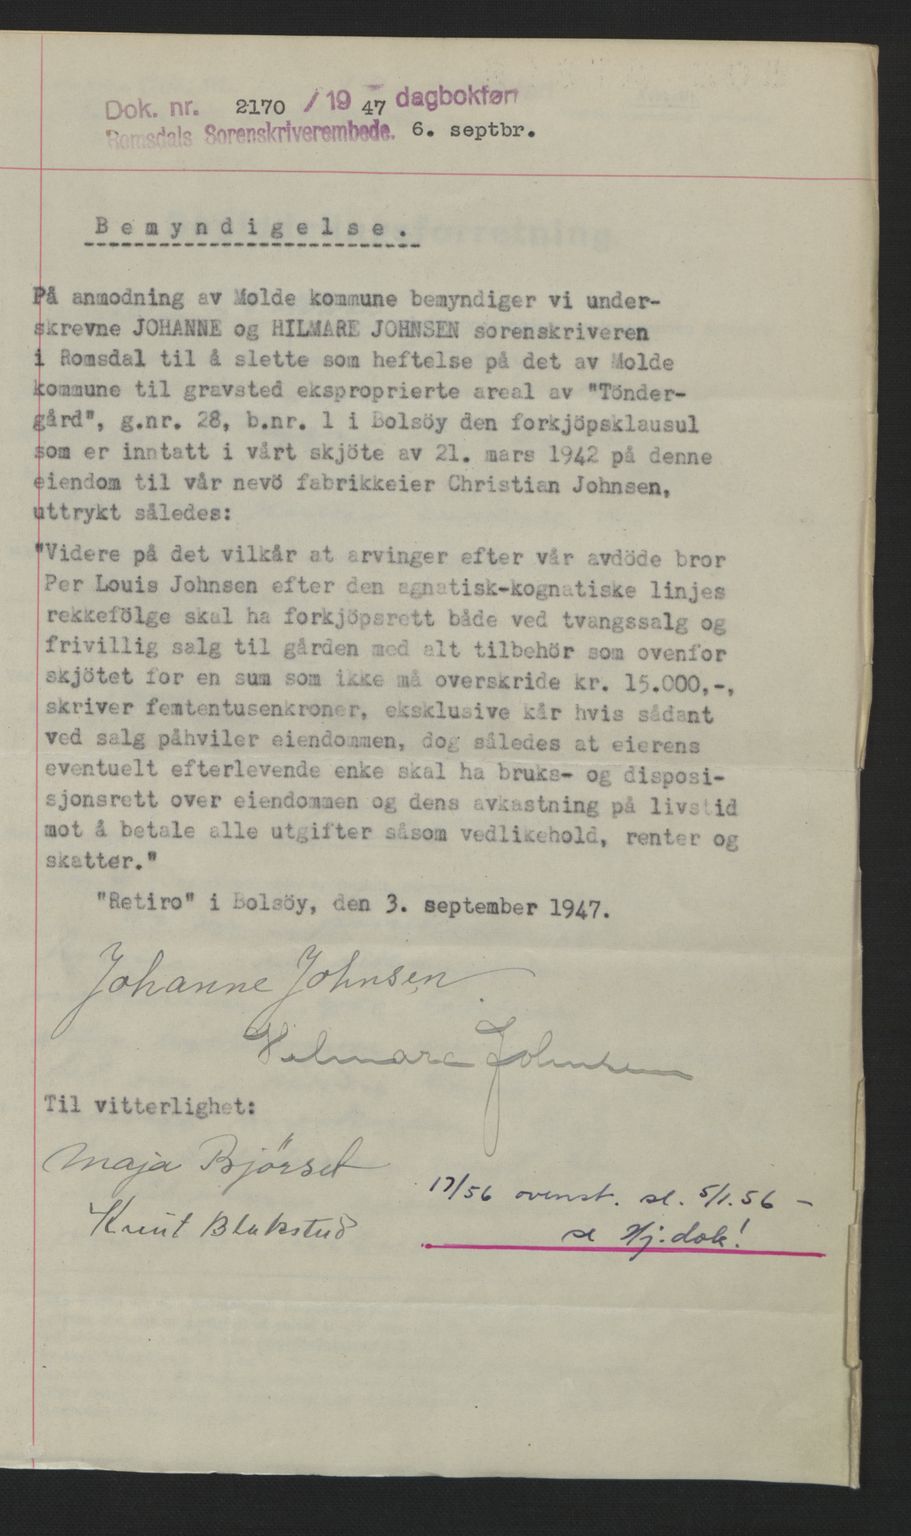 Dok. nr. 2170 / 19 47 dagbokført
Romsdals Sorenskriverembede. 6. septbr.
Bemyndigelse.
På anmodning av Molde kommune bemyndiger vi under-
skrevne JOHANNE og HILMARE JOHNSEN sorenskriveren
i Romsdal til å slette som heftelse på det av Molde
kommune til gravsted eksproprierte areal av "Tönder-
gård", g.nr. 28, b.nr. 1 i Bolsöy den forkjöpsklausul
som er inntatt i vårt skjöte av 21. mars 1942 på denne
eiendom til vår nevö fabrikkeier Christian Johnsen,
uttrykt således:
"Videre på det vilkår at arvinger efter vår avdöde bror
Per Louis Johnsen efter den agnatisk-kognatiske linjes
rekkefölge skal ha forkjöpsrett både ved tvangssalg og
frivillig salg til gården med alt tilbehör som ovenfor
skjötet for en sum som ikke må overskride kr. 15.000,-,
skriver femtentusenkroner, eksklusive kår hvis sådant
ved salg påhviler eiendommen, dog således at eierens
eventuelt efterlevende enke skal ha bruks- og disposi-
sjonsrett over eiendommen og dens avkastning på livstid
mot å betale alle utgifter såsom vedlikehold, renter og
skatter."
"Retiro" i Bolsöy, den 3. september 1947.
Johanne Johnsen.
Hilmare Johnsen
Til vitterlighet:
Maja Bjørset
Knut Blakstad
17/56 ovenst. sl. 5/1.56 -
se Hj.dok!